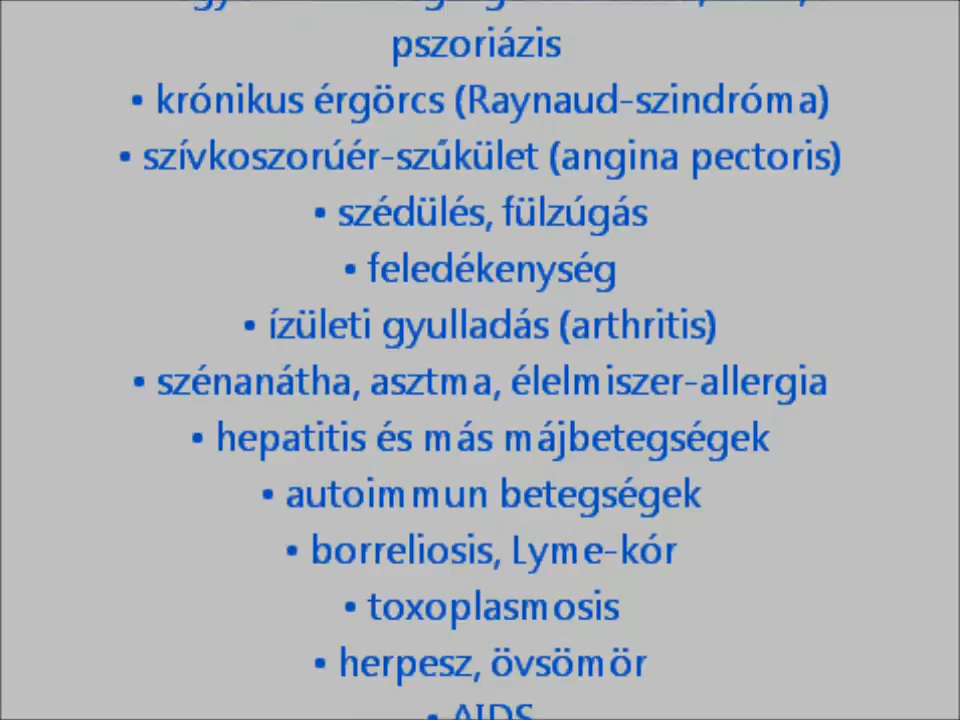 pszoriázis
• krónikus érgörcs (Raynaud-szindróma)
• szívkoszorúér-szűkület (angina pectoris)
• szédülés, fülzúgás
• feledékenység
• ízületi gyulladás (arthritis)
• szénanátha, asztma, élelmiszer-allergia
• hepatitis és más májbetegségek
• autoimmun betegségek
• borreliosis, Lyme-kór
• toxoplasmosis
• herpesz, övsömör
• AIDS